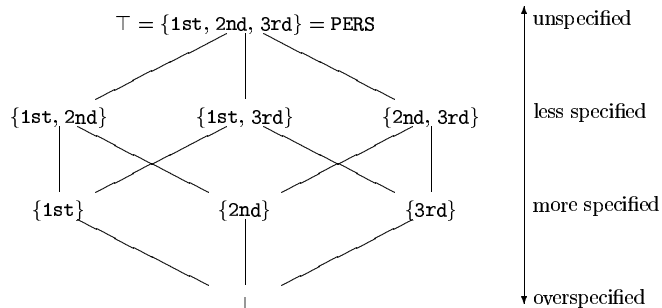 ⊤ = {1st, 2nd, 3rd} = PERS unspecified
{1st, 2nd} {1st, 3rd} {2nd, 3rd} less specified
{1st} {2nd} {3rd} more specified
overspecified